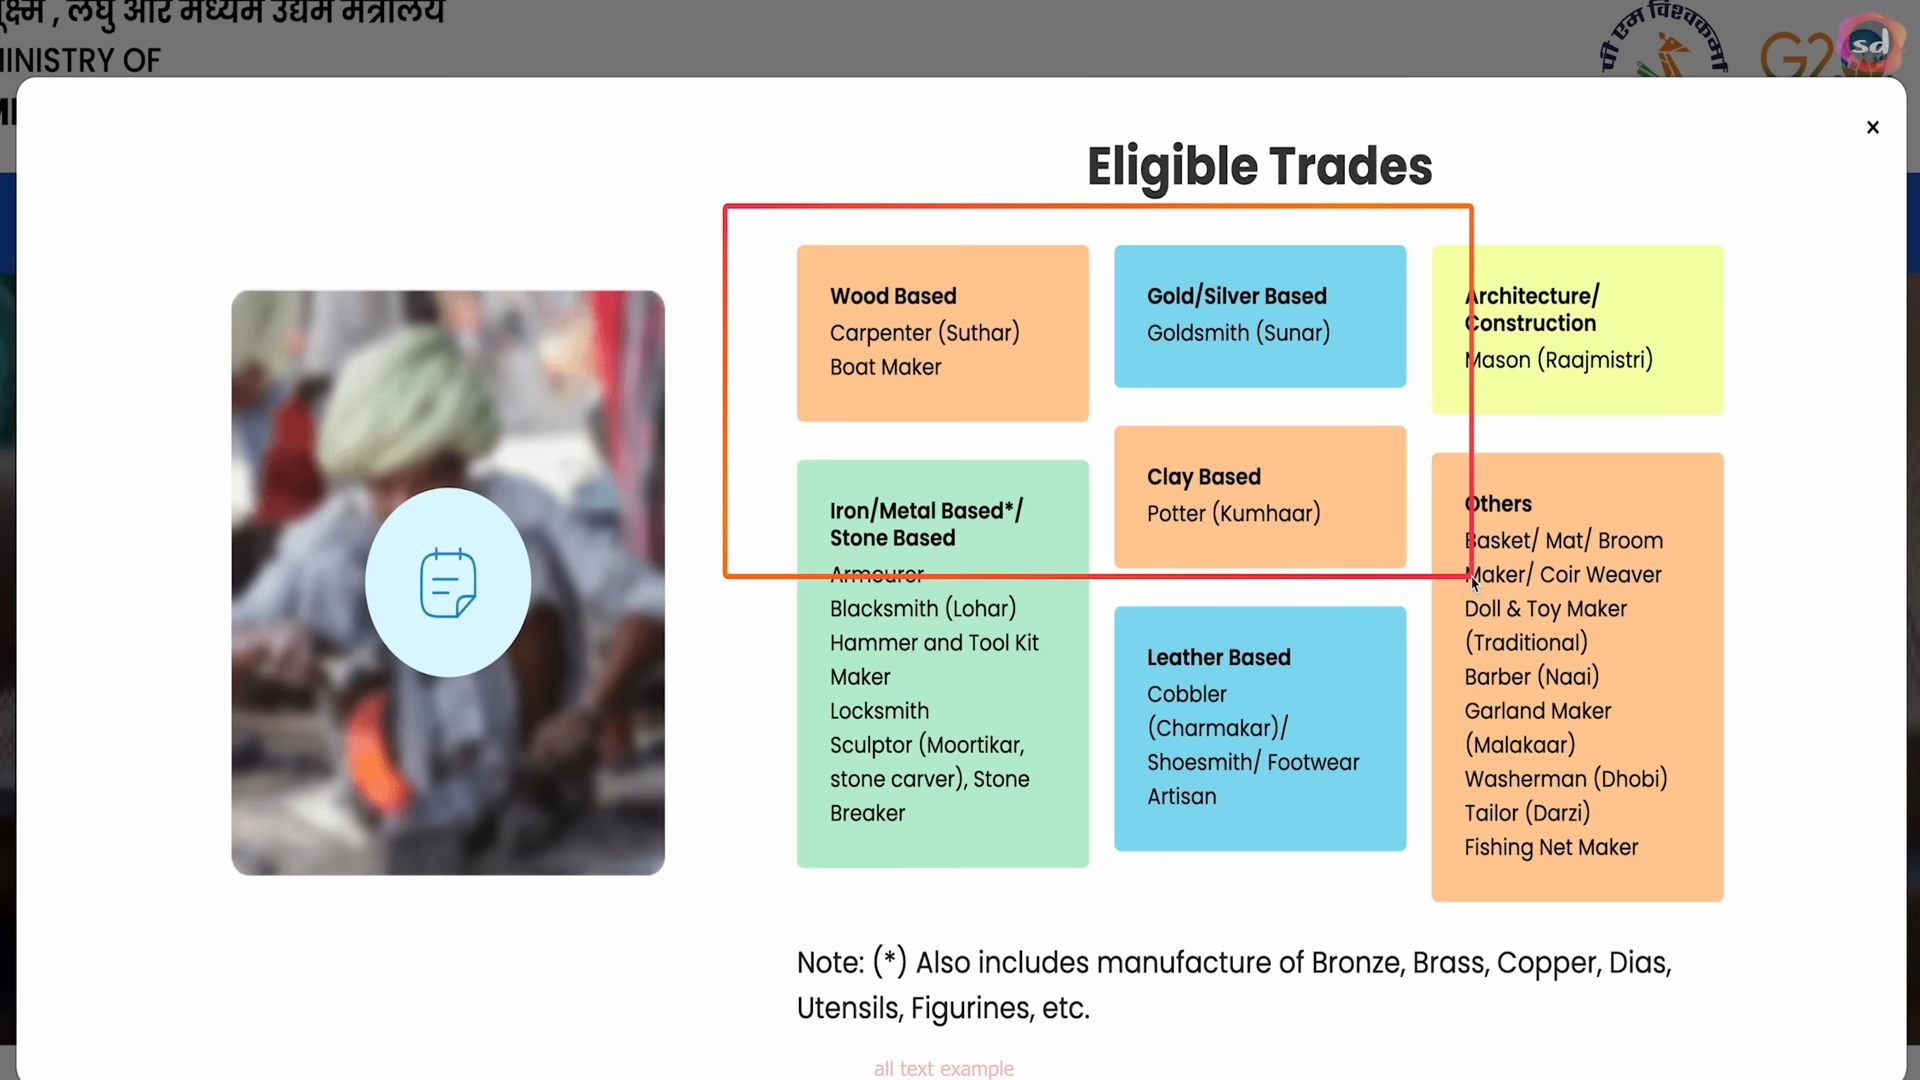 सूक्ष्म , लघु और मध्यम उद्यम मंत्रालय
MINISTRY OF
पी एम विश्वकर्मा
G2
sd
×
Eligible Trades
Wood Based
Carpenter (Suthar)
Boat Maker
Gold/Silver Based
Goldsmith (Sunar)
Architecture/
Construction
Mason (Raajmistri)
Iron/Metal Based*/
Stone Based
Armourer
Blacksmith (Lohar)
Hammer and Tool Kit
Maker
Locksmith
Sculptor (Moortikar,
stone carver), Stone
Breaker
Clay Based
Potter (Kumhaar)
Leather Based
Cobbler
(Charmakar)/
Shoesmith/ Footwear
Artisan
Others
Basket/ Mat/ Broom
Maker/ Coir Weaver
Doll & Toy Maker
(Traditional)
Barber (Naai)
Garland Maker
(Malakaar)
Washerman (Dhobi)
Tailor (Darzi)
Fishing Net Maker
Note: (*) Also includes manufacture of Bronze, Brass, Copper, Dias,
Utensils, Figurines, etc.
all text example